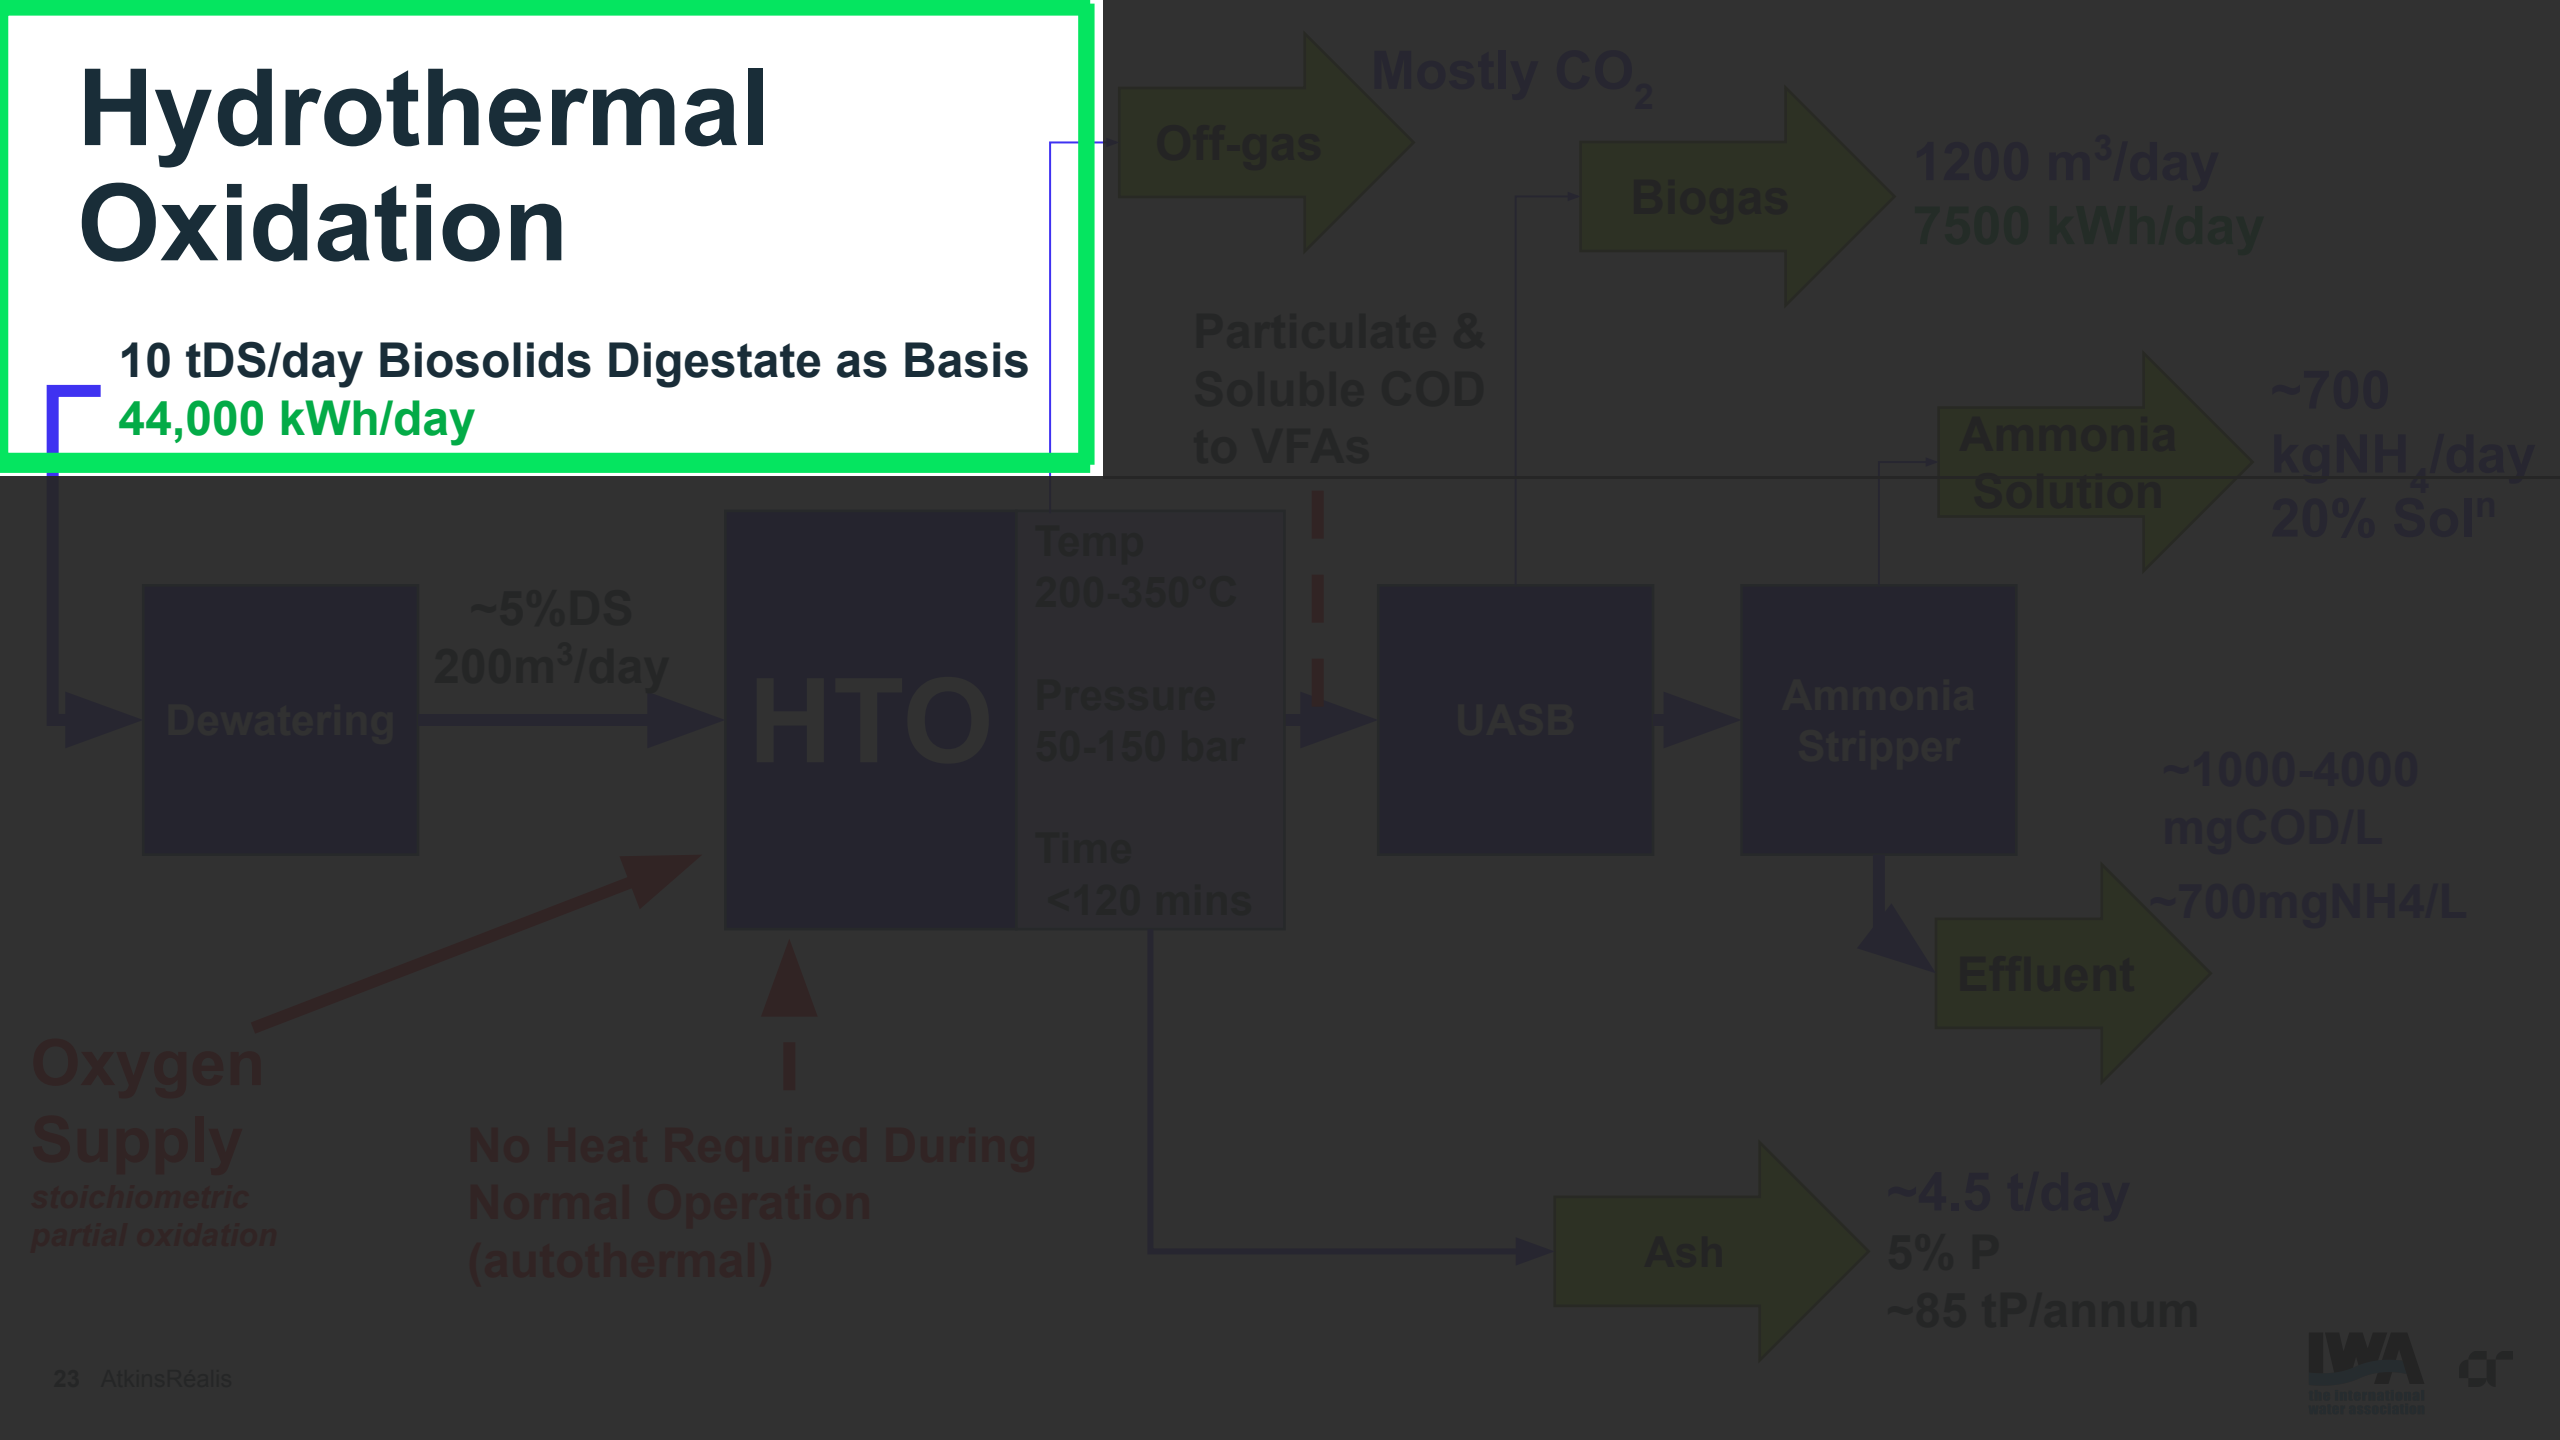 Hydrothermal
Oxidation
10 tDS/day Biosolids Digestate as Basis
44,000 kWh/day
Off-gas
Mostly CO₂
Biogas
1200 m³/day
7500 kWh/day
Particulate &
Soluble COD
to VFAs
Ammonia
Solution
~700
kgNH₄/day
20% Solⁿ
Dewatering
~5%DS
200m³/day
HTO
Temp
200-350°C
Pressure
50-150 bar
Time
<120 mins
UASB
Ammonia
Stripper
~1000-4000
mgCOD/L
~700mgNH4/L
Effluent
Oxygen
Supply
stoichiometric
partial oxidation
No Heat Required During
Normal Operation
(autothermal)
Ash
~4.5 t/day
5% P
~85 tP/annum
23 AtkinsRéalis
IWA
the international
water association